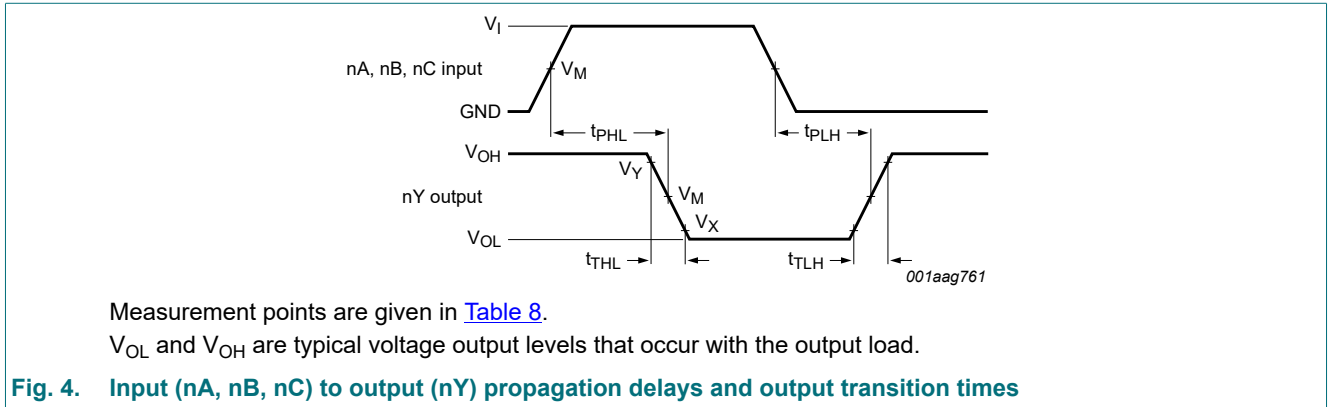 V_I
nA, nB, nC input
V_M
GND
t_PHL
t_PLH
V_OH
V_Y
nY output
V_M
V_X
V_OL
t_THL
t_TLH
001aag761
Measurement points are given in Table 8.
V_OL and V_OH are typical voltage output levels that occur with the output load.
Fig. 4. Input (nA, nB, nC) to output (nY) propagation delays and output transition times